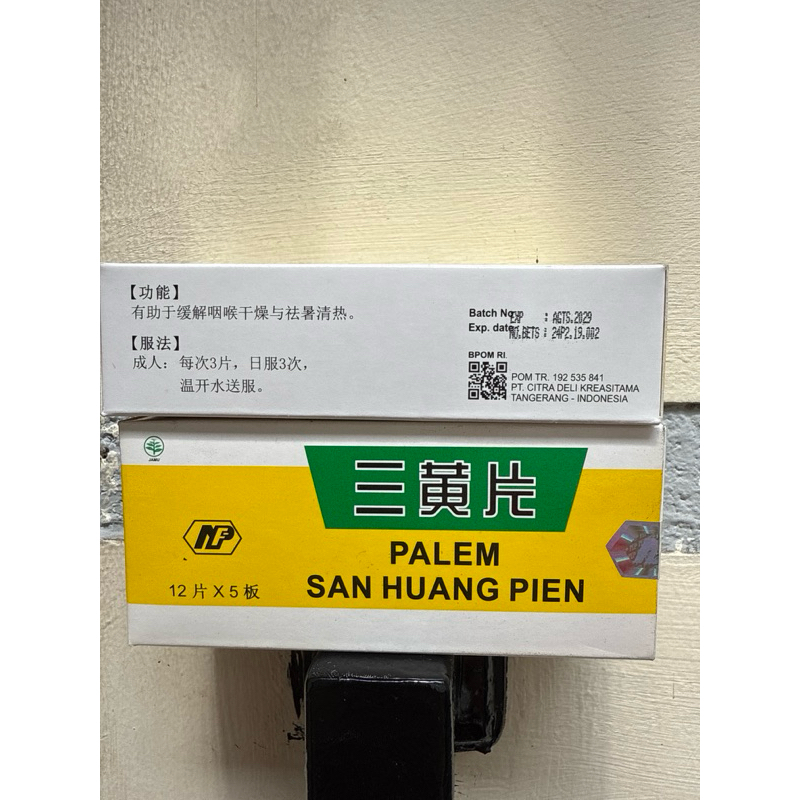 【功能】
有助于缓解咽喉干燥与祛暑清热。
【服法】
成人：每次3片，日服3次，
温开水送服。
Batch No.
EXP : AGTS.2029
Exp. date
NO.BETS : 24P2.19.002
BPOM RI
POM TR. 192 535 841
PT. CITRA DELI KREASITAMA
TANGERANG - INDONESIA
JAMU
三黄片
NF
PALEM
SAN HUANG PIEN
12片 X 5板